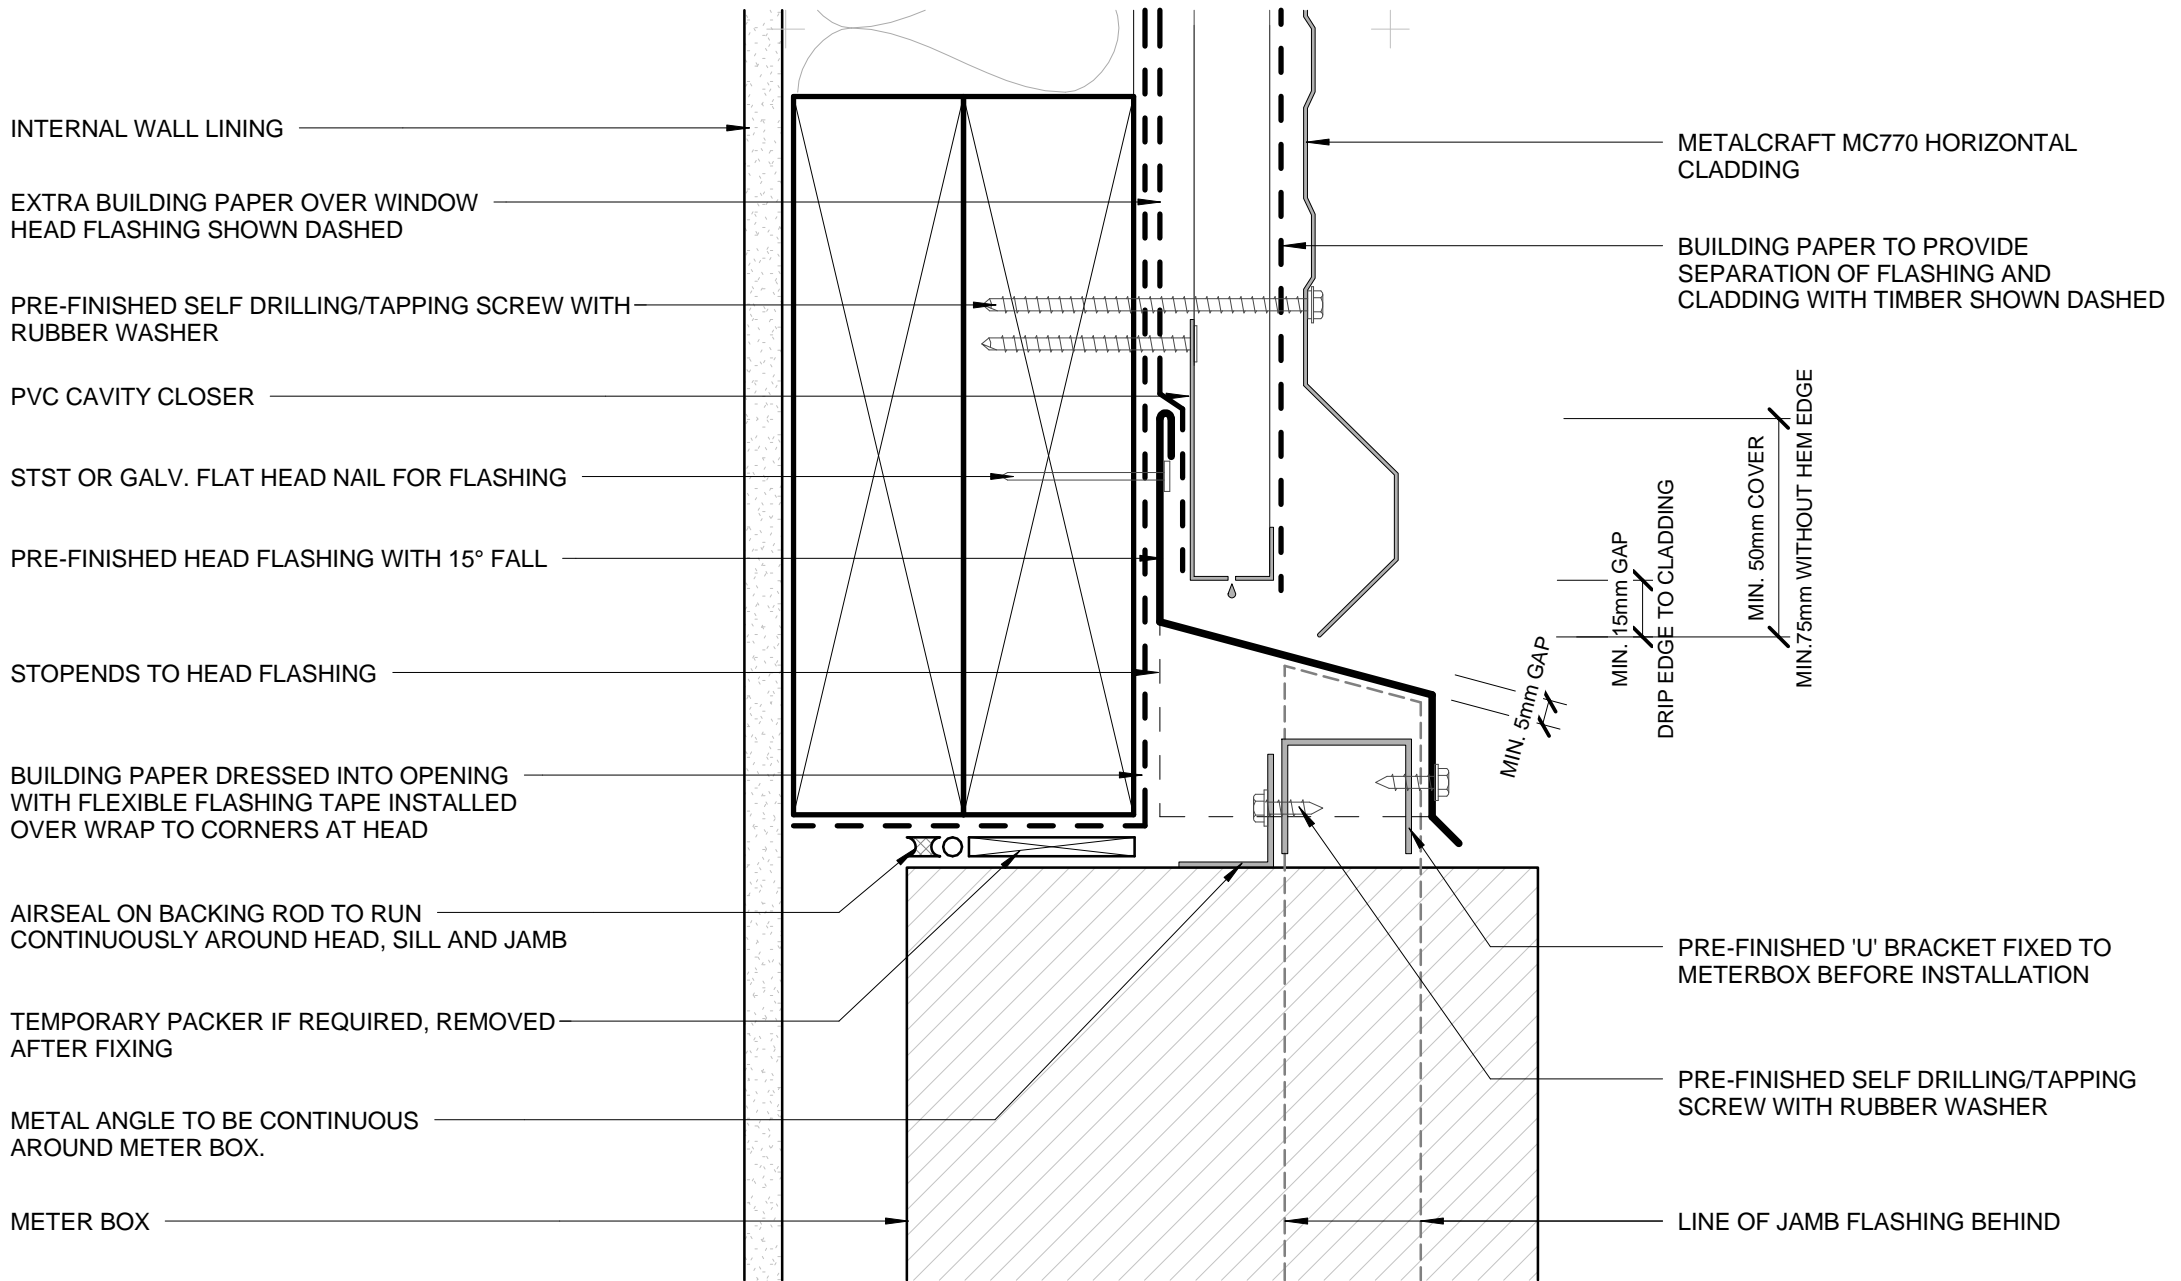 INTERNAL WALL LINING
EXTRA BUILDING PAPER OVER WINDOW
HEAD FLASHING SHOWN DASHED
PRE-FINISHED SELF DRILLING/TAPPING SCREW WITH
RUBBER WASHER
PVC CAVITY CLOSER
STST OR GALV. FLAT HEAD NAIL FOR FLASHING
PRE-FINISHED HEAD FLASHING WITH 15° FALL
STOPENDS TO HEAD FLASHING
BUILDING PAPER DRESSED INTO OPENING
WITH FLEXIBLE FLASHING TAPE INSTALLED
OVER WRAP TO CORNERS AT HEAD
AIRSEAL ON BACKING ROD TO RUN
CONTINUOUSLY AROUND HEAD, SILL AND JAMB
TEMPORARY PACKER IF REQUIRED, REMOVED
AFTER FIXING
METAL ANGLE TO BE CONTINUOUS
AROUND METER BOX.
METER BOX
METALCRAFT MC770 HORIZONTAL
CLADDING
BUILDING PAPER TO PROVIDE
SEPARATION OF FLASHING AND
CLADDING WITH TIMBER SHOWN DASHED
MIN. 5mm GAP
MIN. 15mm GAP
DRIP EDGE TO CLADDING
MIN. 50mm COVER
MIN.75mm WITHOUT HEM EDGE
PRE-FINISHED 'U' BRACKET FIXED TO
METERBOX BEFORE INSTALLATION
PRE-FINISHED SELF DRILLING/TAPPING
SCREW WITH RUBBER WASHER
LINE OF JAMB FLASHING BEHIND